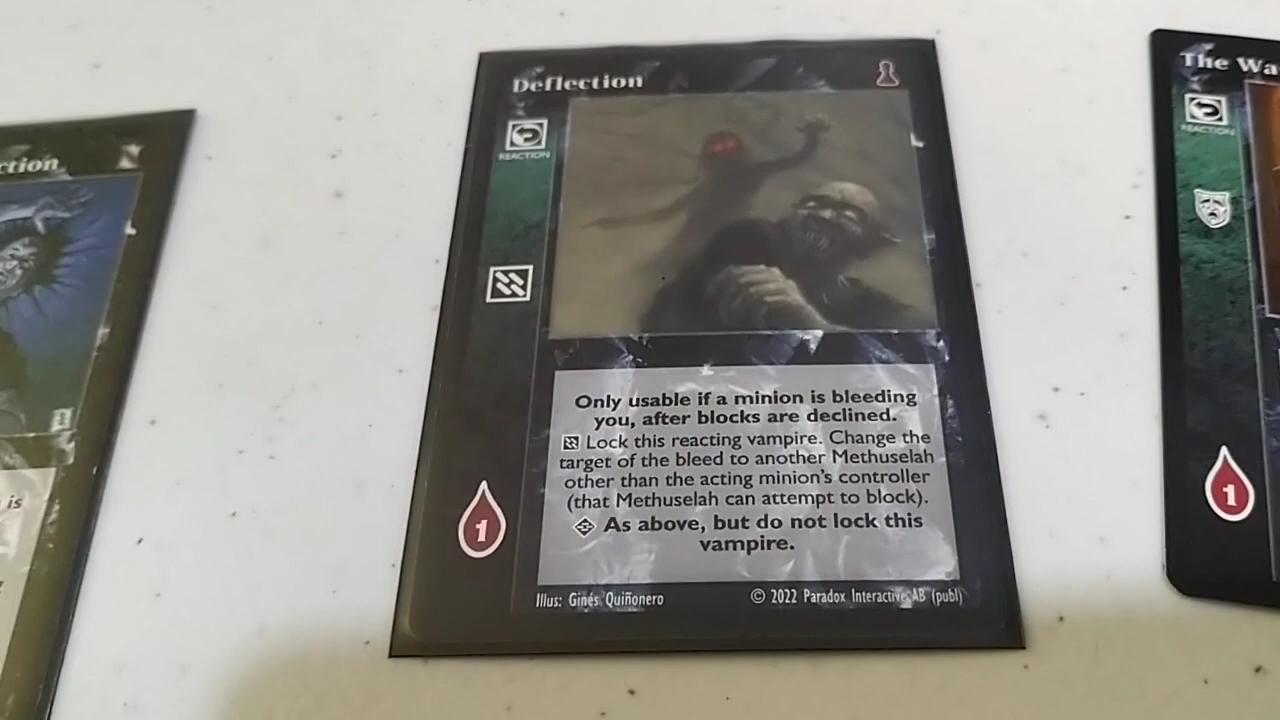 ction
is
Deflection
REACTION
Only usable if a minion is bleeding
you, after blocks are declined.
Lock this reacting vampire. Change the
target of the bleed to another Methuselah
other than the acting minion's controller
(that Methuselah can attempt to block).
As above, but do not lock this
vampire.
1
Illus: Ginés Quiñonero
© 2022 Paradox Interactive AB (publ)
The Wa
REACTION
1